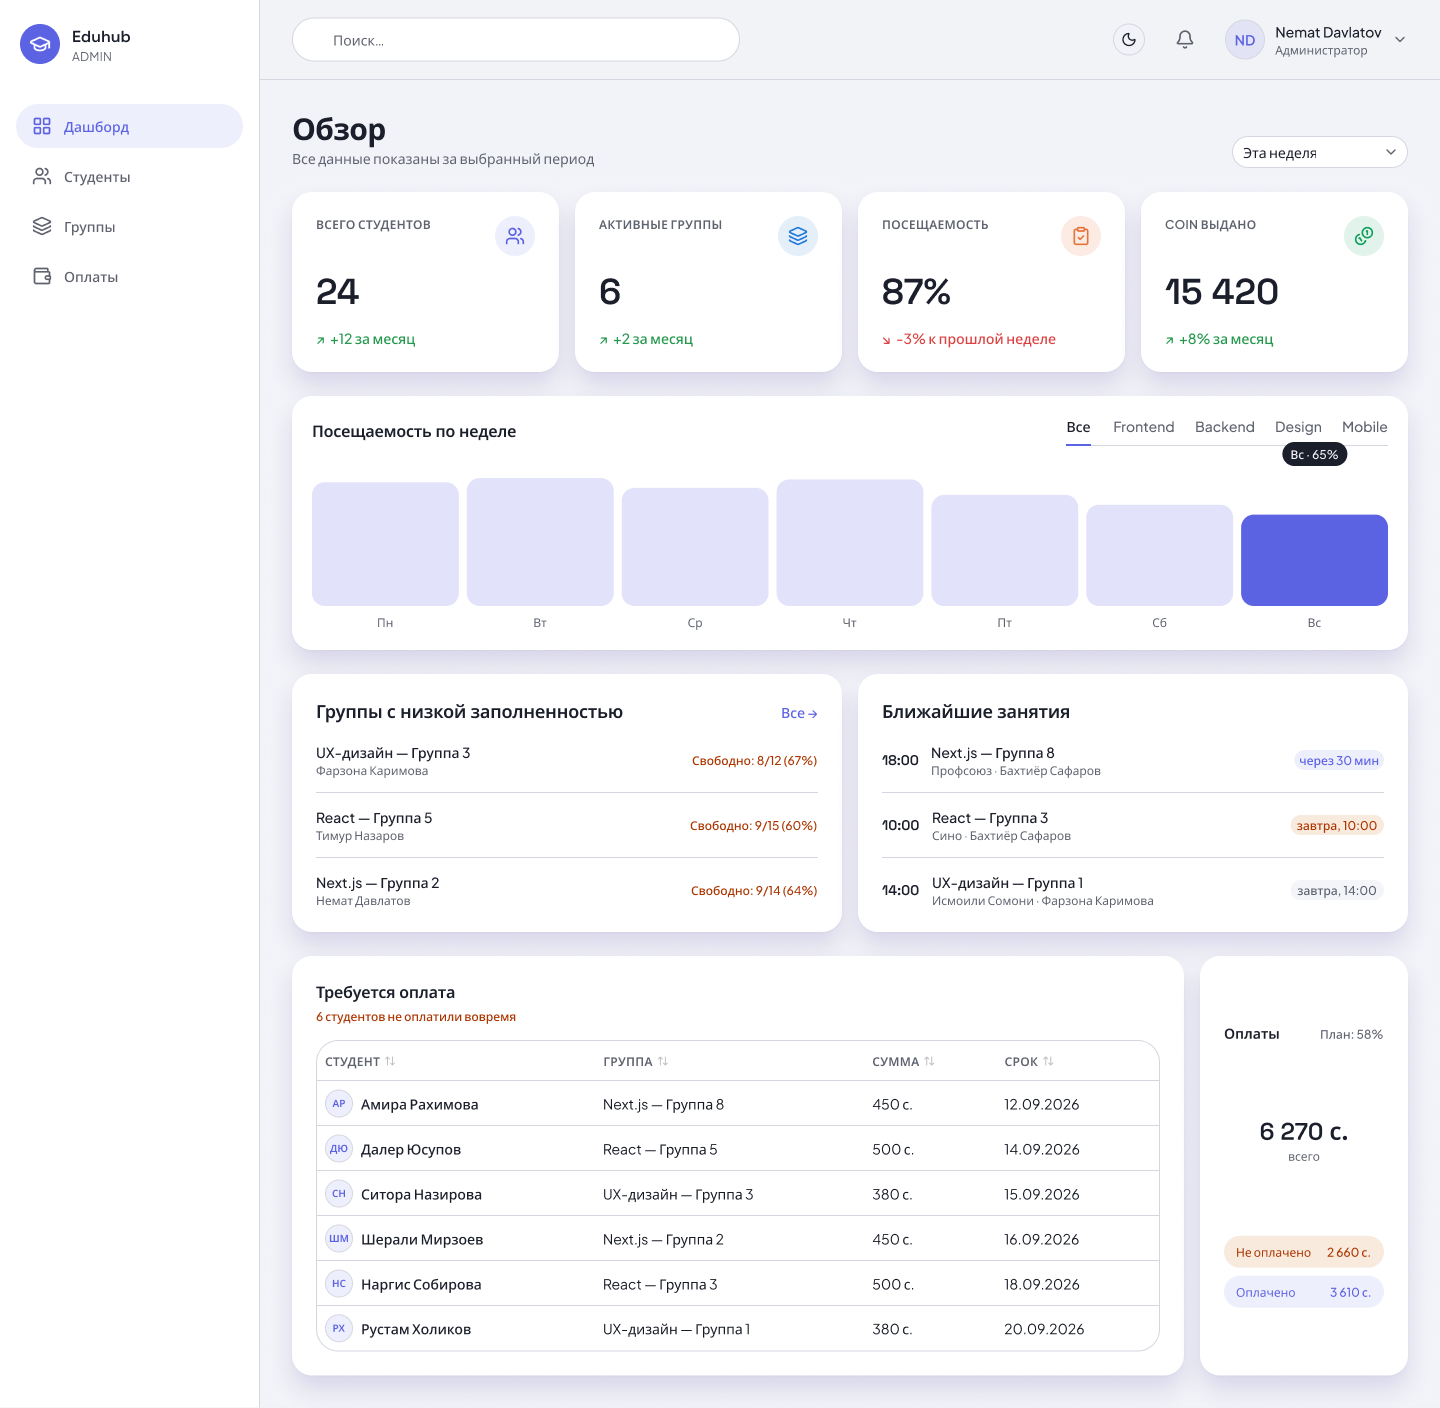 Eduhub
ADMIN
Дашборд
Студенты
Группы
Оплаты
Поиск...
ND
Nemat Davlatov
Администратор
Обзор
Все данные показаны за выбранный период
Эта неделя
ВСЕГО СТУДЕНТОВ
24
+12 за месяц
АКТИВНЫЕ ГРУППЫ
6
+2 за месяц
ПОСЕЩАЕМОСТЬ
87%
-3% к прошлой неделе
COIN ВЫДАНО
15 420
+8% за месяц
Посещаемость по неделе
Все Frontend Backend Design Mobile
Вс · 65%
Пн Вт Ср Чт Пт Сб Вс
Группы с низкой заполненностью
Все →
UX-дизайн — Группа 3
Фарзона Каримова
Свободно: 8/12 (67%)
React — Группа 5
Тимур Назаров
Свободно: 9/15 (60%)
Next.js — Группа 2
Немат Давлатов
Свободно: 9/14 (64%)
Ближайшие занятия
18:00
Next.js — Группа 8
Профсоюз · Бахтиёр Сафаров
через 30 мин
10:00
React — Группа 3
Сино · Бахтиёр Сафаров
завтра, 10:00
14:00
UX-дизайн — Группа 1
Исмоили Сомони · Фарзона Каримова
завтра, 14:00
Требуется оплата
6 студентов не оплатили вовремя
СТУДЕНТ ГРУППА СУММА СРОК
АР Амира Рахимова Next.js — Группа 8 450 с. 12.09.2026
ДЮ Далер Юсупов React — Группа 5 500 с. 14.09.2026
СН Ситора Назирова UX-дизайн — Группа 3 380 с. 15.09.2026
ШМ Шерали Мирзоев Next.js — Группа 2 450 с. 16.09.2026
НС Наргис Собирова React — Группа 3 500 с. 18.09.2026
РХ Рустам Холиков UX-дизайн — Группа 1 380 с. 20.09.2026
Оплаты
План: 58%
6 270 с.
всего
Не оплачено 2 660 с.
Оплачено 3 610 с.